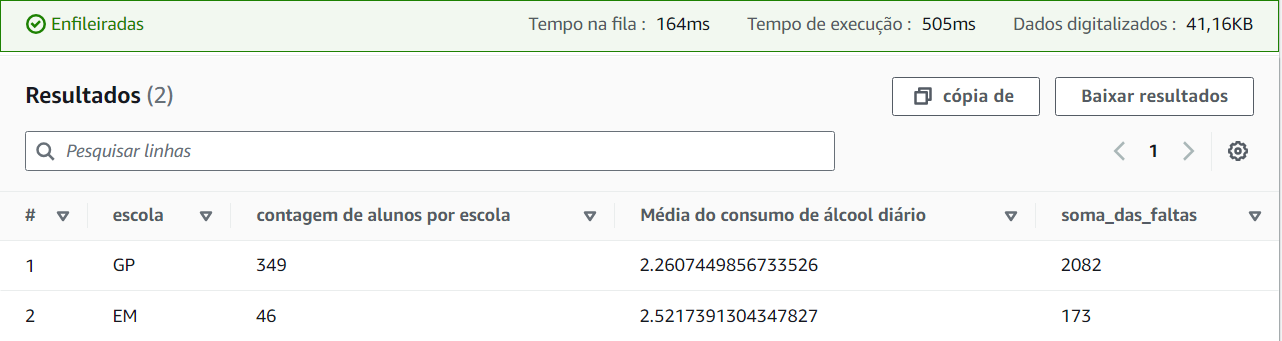 Enfileiradas Tempo na fila : 164ms Tempo de execução : 505ms Dados digitalizados : 41,16KB
Resultados (2) cópia de Baixar resultados
Pesquisar linhas 1
# escola contagem de alunos por escola Média do consumo de álcool diário soma_das_faltas
1 GP 349 2.2607449856733526 2082
2 EM 46 2.5217391304347827 173